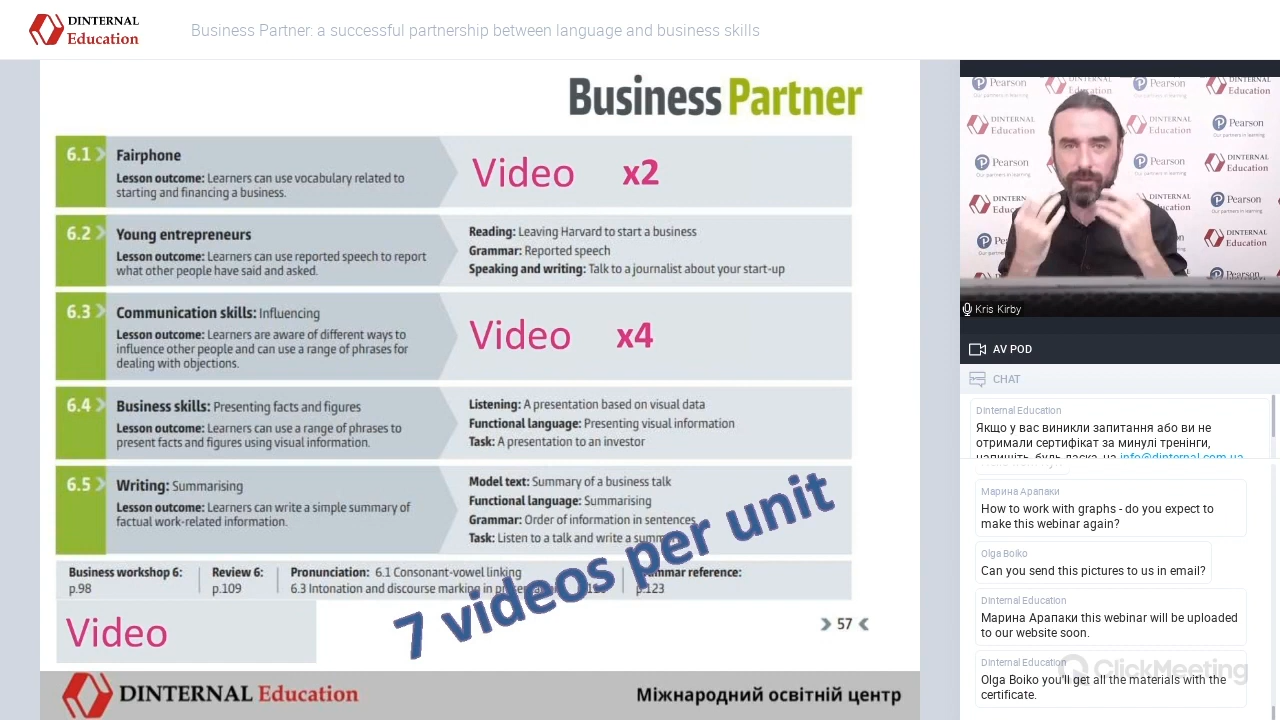 DINTERNAL
Education
Business Partner: a successful partnership between language and business skills
Business Partner
6.1
Fairphone
Lesson outcome: Learners can use vocabulary related to
starting and financing a business.
Video x2
6.2
Young entrepreneurs
Lesson outcome: Learners can use reported speech to report
what other people have said and asked.
Reading: Leaving Harvard to start a business
Grammar: Reported speech
Speaking and writing: Talk to a journalist about your start-up
6.3
Communication skills: Influencing
Lesson outcome: Learners are aware of different ways to
influence other people and can use a range of phrases for
dealing with objections.
Video x4
6.4
Business skills: Presenting facts and figures
Lesson outcome: Learners can use a range of phrases to
present facts and figures using visual information.
Listening: A presentation based on visual data
Functional language: Presenting visual information
Task: A presentation to an investor
6.5
Writing: Summarising
Lesson outcome: Learners can write a simple summary of
factual work-related information.
Model text: Summary of a business talk
Functional language: Summarising
Grammar: Order of information in sentences
Task: Listen to a talk and write a
7 videos per unit
Business workshop 6:
p.98
Review 6:
p.109
Pronunciation: 6.1 Consonant-vowel linking
6.3 Intonation and discourse marking in
reference:
p.123
Video
57
DINTERNAL Education
Міжнародний освітній центр
Pearson
DINTERNAL
Education
Kris Kirby
AV POD
CHAT
Dinternal Education
Якщо у вас виникли запитання або ви не
отримали сертифікат за минулі тренінги,
напишіть, будь ласка, на info@dinternal.com.ua
Марина Арапаки
How to work with graphs - do you expect to
make this webinar again?
Olga Boiko
Can you send this pictures to us in email?
Dinternal Education
Марина Арапаки this webinar will be uploaded
to our website soon.
Dinternal Education
Olga Boiko you'll get all the materials with the
certificate.
ClickMeeting